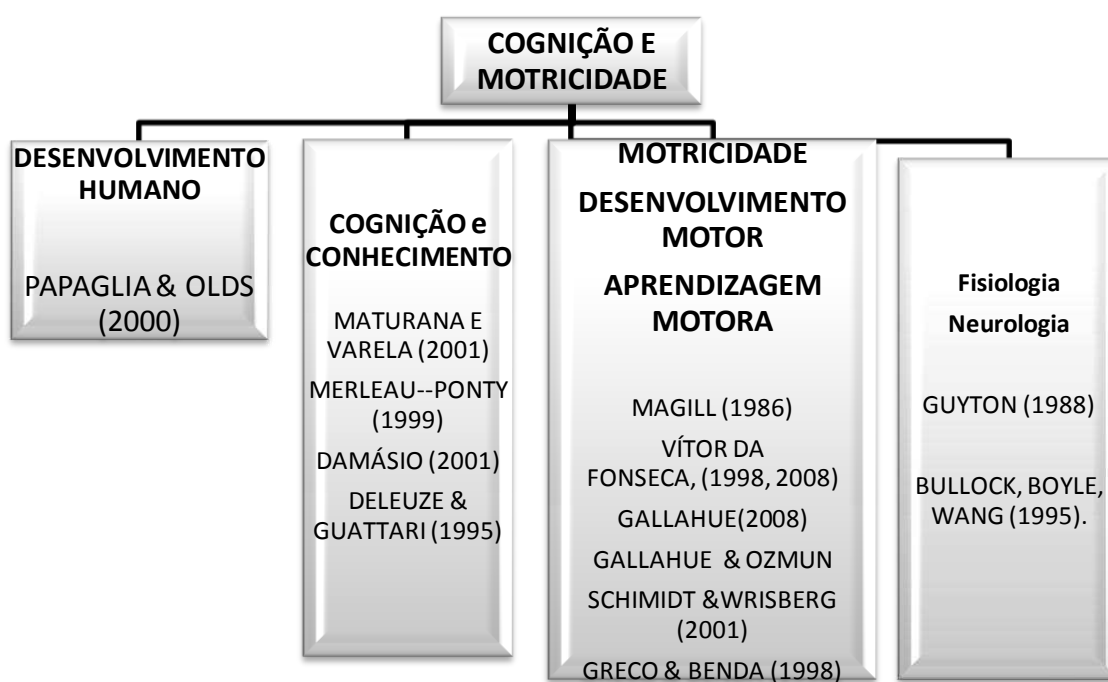 COGNIÇÃO E
MOTRICIDADE
DESENVOLVIMENTO
HUMANO
PAPAGLIA & OLDS
(2000)
COGNIÇÃO e
CONHECIMENTO
MATURANA E
VARELA (2001)
MERLEAU--PONTY
(1999)
DAMÁSIO (2001)
DELEUZE &
GUATTARI (1995)
MOTRICIDADE
DESENVOLVIMENTO
MOTOR
APRENDIZAGEM
MOTORA
MAGILL (1986)
VÍTOR DA
FONSECA, (1998, 2008)
GALLAHUE(2008)
GALLAHUE & OZMUN
SCHIMIDT &WRISBERG
(2001)
GRECO & BENDA (1998)
Fisiologia
Neurologia
GUYTON (1988)
BULLOCK, BOYLE,
WANG (1995).